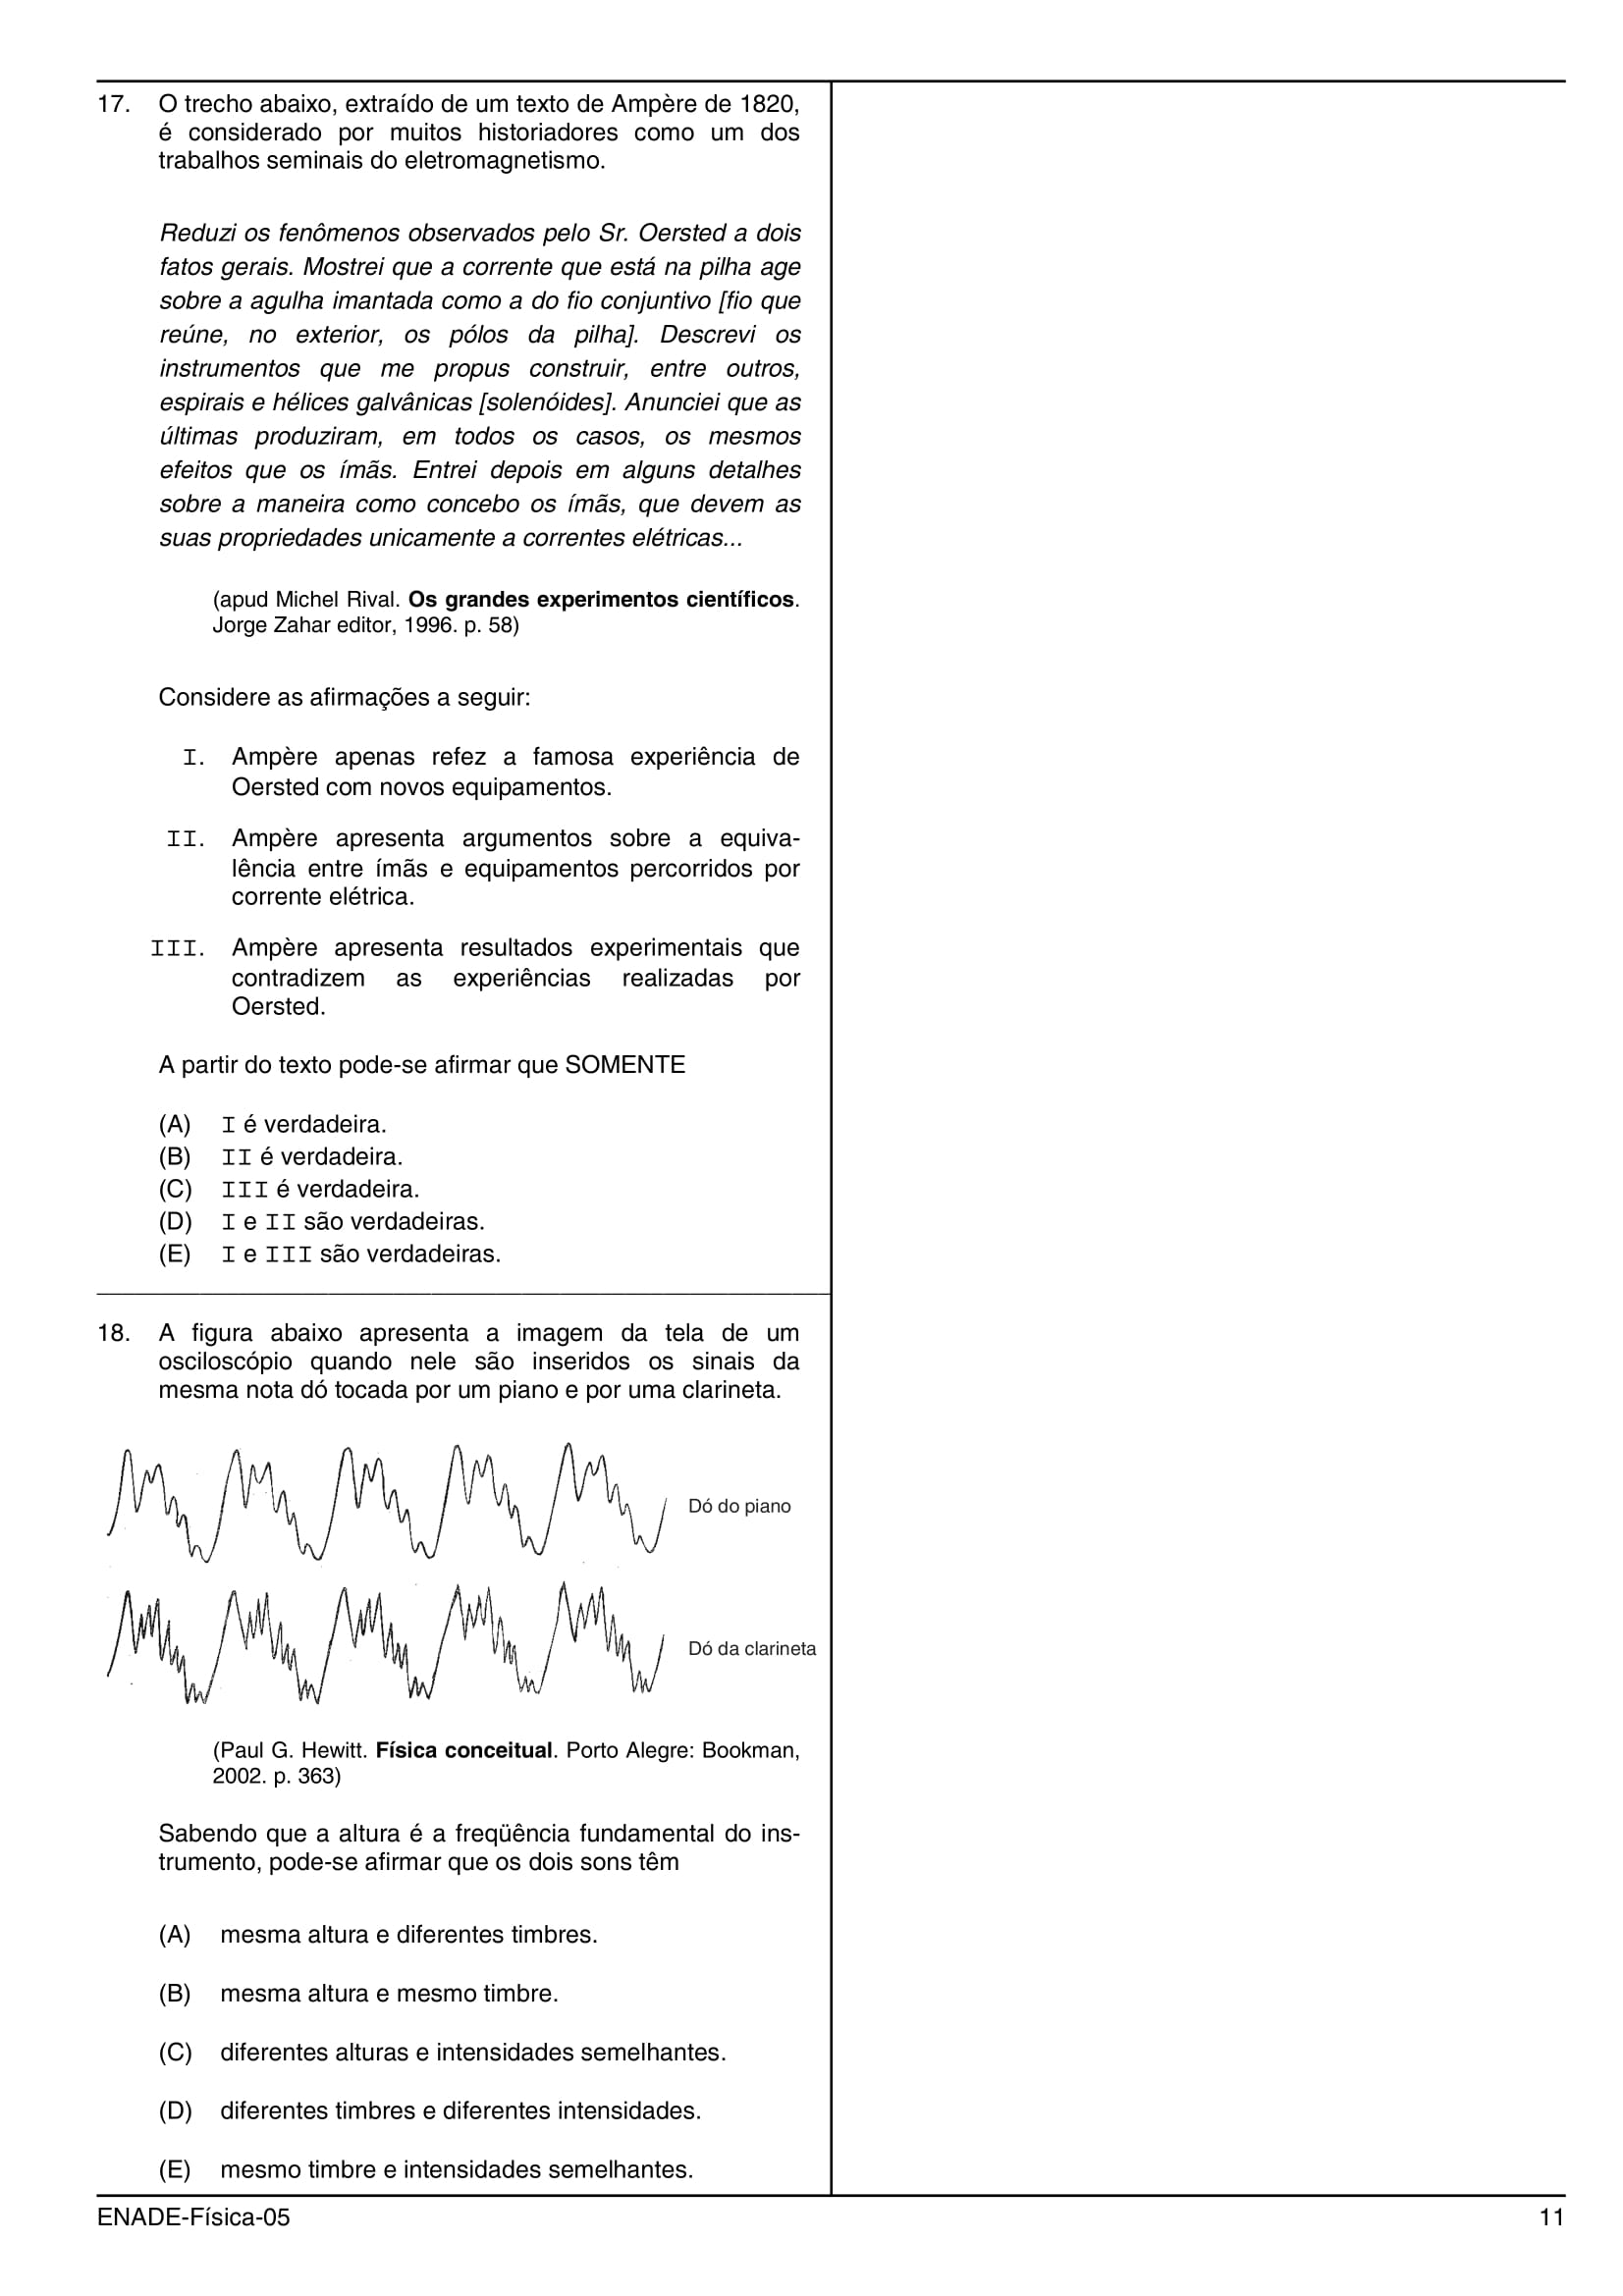 17. O trecho abaixo, extraído de um texto de Ampère de 1820,
é considerado por muitos historiadores como um dos
trabalhos seminais do eletromagnetismo.
Reduzi os fenômenos observados pelo Sr. Oersted a dois
fatos gerais. Mostrei que a corrente que está na pilha age
sobre a agulha imantada como a do fio conjuntivo [fio que
reúne, no exterior, os pólos da pilha]. Descrevi os
instrumentos que me propus construir, entre outros,
espirais e hélices galvânicas [solenóides]. Anunciei que as
últimas produziram, em todos os casos, os mesmos
efeitos que os ímãs. Entrei depois em alguns detalhes
sobre a maneira como concebo os ímãs, que devem as
suas propriedades unicamente a correntes elétricas...
(apud Michel Rival. Os grandes experimentos científicos.
Jorge Zahar editor, 1996. p. 58)
Considere as afirmações a seguir:
I. Ampère apenas refez a famosa experiência de
Oersted com novos equipamentos.
II. Ampère apresenta argumentos sobre a equiva-
lência entre ímãs e equipamentos percorridos por
corrente elétrica.
III. Ampère apresenta resultados experimentais que
contradizem as experiências realizadas por
Oersted.
A partir do texto pode-se afirmar que SOMENTE
(A) I é verdadeira.
(B) II é verdadeira.
(C) III é verdadeira.
(D) I e II são verdadeiras.
(E) I e III são verdadeiras.
18. A figura abaixo apresenta a imagem da tela de um
osciloscópio quando nele são inseridos os sinais da
mesma nota dó tocada por um piano e por uma clarineta.
Dó do piano
Dó da clarineta
(Paul G. Hewitt. Física conceitual. Porto Alegre: Bookman,
2002. p. 363)
Sabendo que a altura é a freqüência fundamental do ins-
trumento, pode-se afirmar que os dois sons têm
(A) mesma altura e diferentes timbres.
(B) mesma altura e mesmo timbre.
(C) diferentes alturas e intensidades semelhantes.
(D) diferentes timbres e diferentes intensidades.
(E) mesmo timbre e intensidades semelhantes.
ENADE-Física-05
11